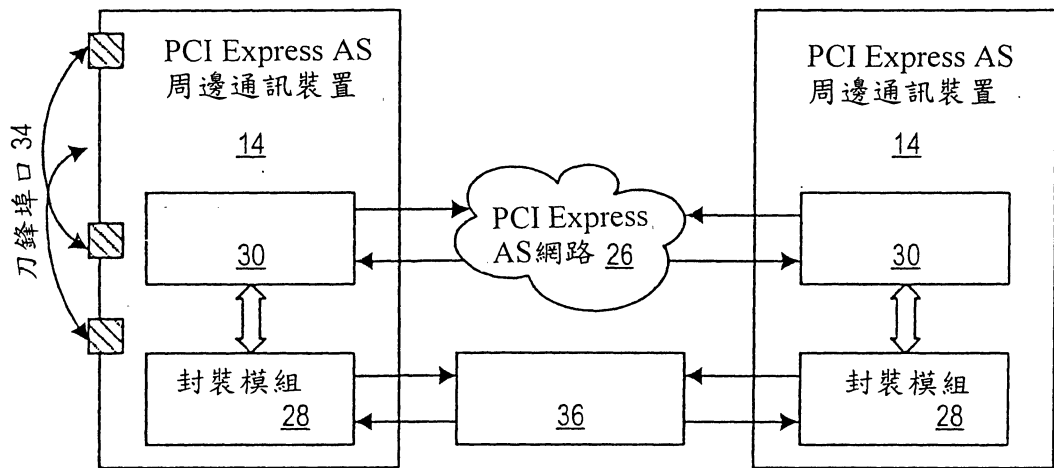 PCI Express AS
周邊通訊裝置
14
刀鋒埠口 34
30
封裝模組
28
PCI Express
AS網路 26
36
PCI Express AS
周邊通訊裝置
14
30
封裝模組
28